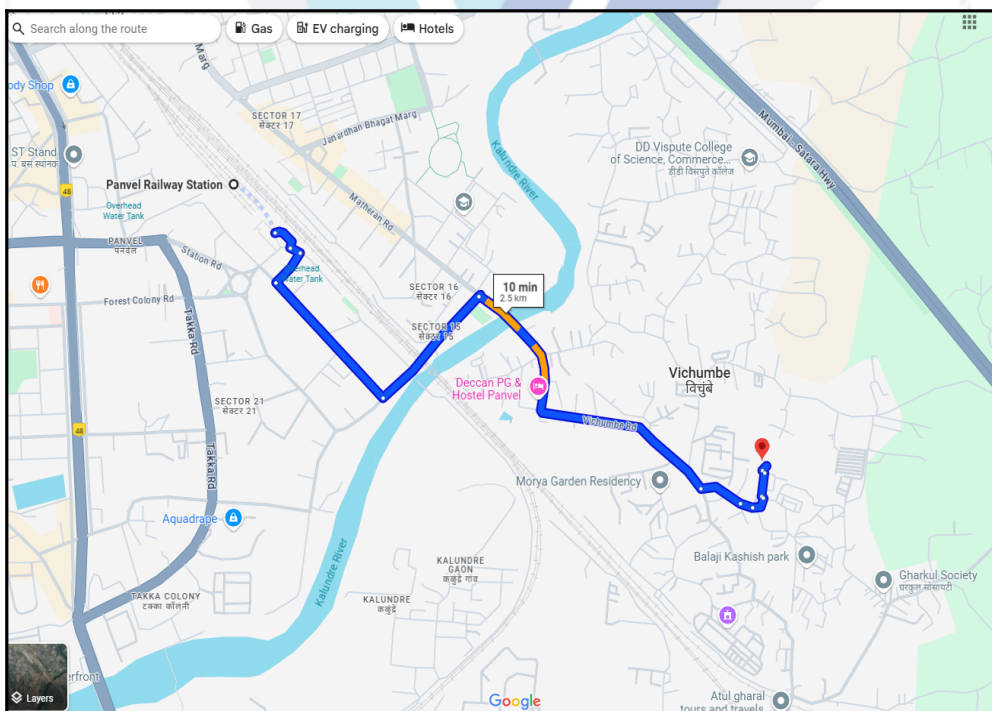 Search along the route
Gas
EV charging
Hotels
ody Shop
Marg
SECTOR 17
सेक्टर 17
Janardhan Bhagat Marg
Kalundre River
Mumbai - Satara Hwy
DD Vispute College
of Science, Commerce...
डीडी विसपुते कॉलेज
ST Stand
प. बस स्थानक
48
Panvel Railway Station
Overhead
Water Tank
Matheran Rd
PANVEL
पनवेल
Station Rd
Overhead
Water Tank
Forest Colony Rd
Takka Rd
SECTOR 16
सेक्टर 16
10 min
2.5 km
SECTOR 15
सेक्टर 15
Deccan PG &
Hostel Panvel
Vichumbe
विचुंबे
SECTOR 21
सेक्टर 21
48
Vichumbe Rd
Takka Rd
Morya Garden Residency
Aquadrape
Kalundre River
Balaji Kashish park
KALUNDRE
GAON
कळुंद्रे गांव
Gharkul Society
घरकुल सोसायटी
TAKKA COLONY
टक्का कॉलनी
KALUNDRE
कळुंद्रे
erfront
Layers
Google
Atul gharal
tours and travels